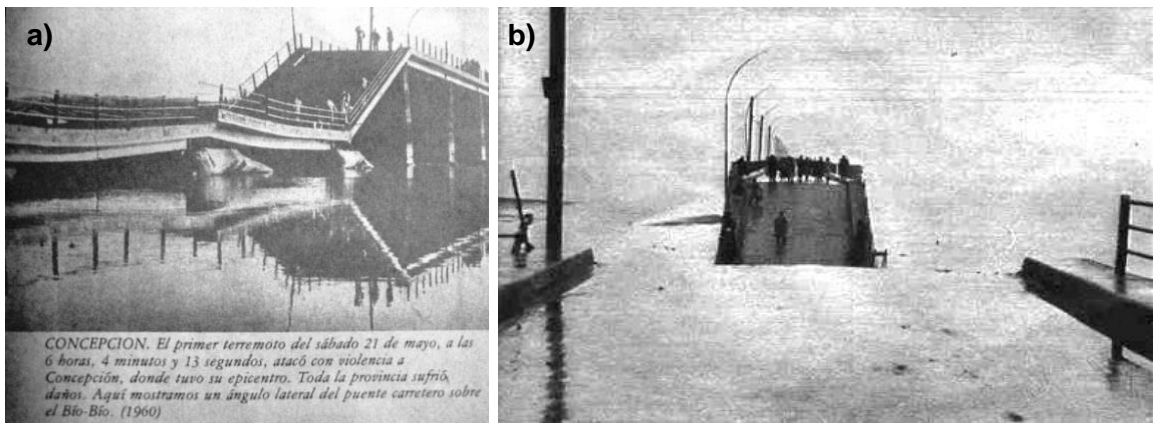 a)
b)
CONCEPCION. El primer terremoto del sábado 21 de mayo, a las
6 horas, 4 minutos y 13 segundos, atacó con violencia a
Concepción, donde tuvo su epicentro. Toda la provincia sufrió
daños. Aquí mostramos un ángulo lateral del puente carretero sobre
el Bío-Bío. (1960)